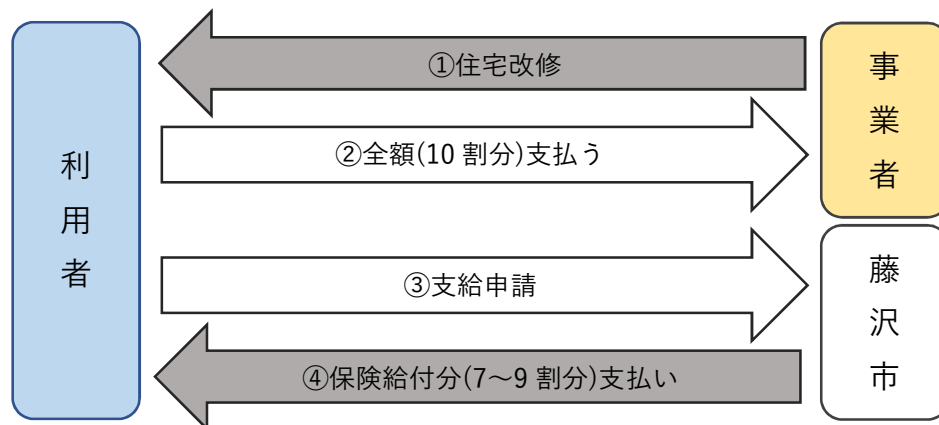 利用者
①住宅改修
②全額(10 割分)支払う
③支給申請
④保険給付分(7～9 割分)支払い
事業者
藤沢市